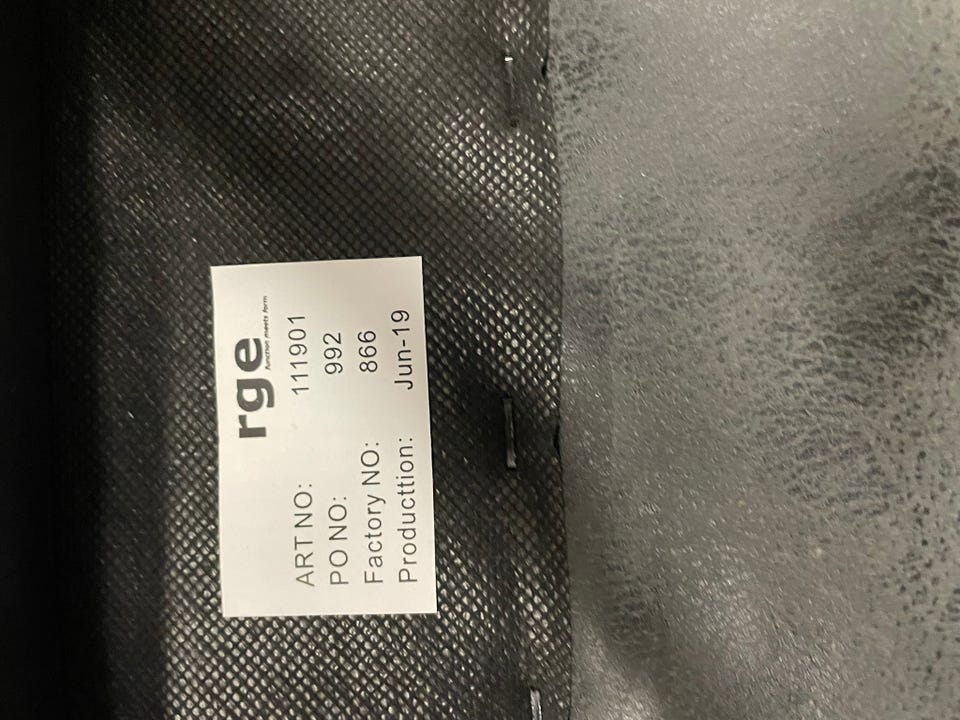 rge
function meets form
ART NO: 111901
PO NO: 992
Factory NO: 866
Producttion: Jun-19